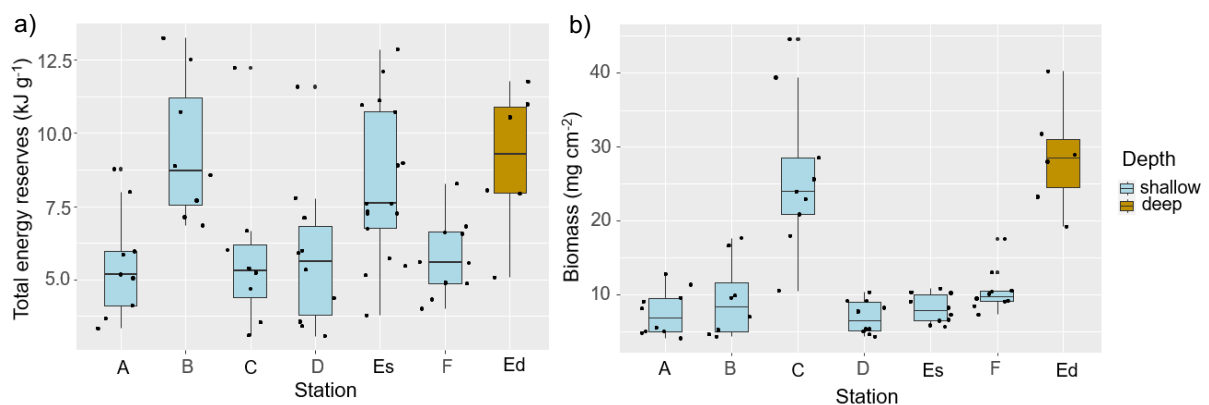 a)
Total energy reserves (kJ g⁻¹)
12.5
10.0
7.5
5.0
A B C D Es F Ed
Station
b)
Biomass (mg cm⁻²)
40
30
20
10
A B C D Es F Ed
Station
Depth
shallow
deep